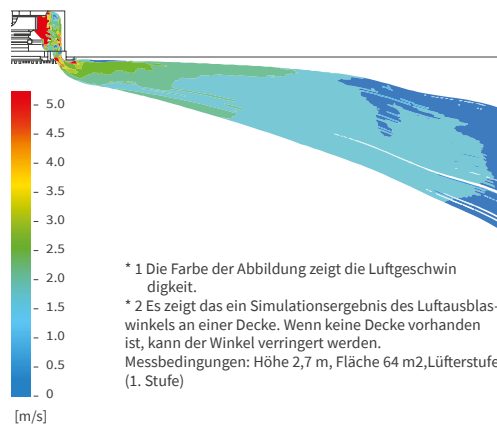 5.0
4.0
3.5
3.0
2.5
2.0
1.5
1.0
0.5
0
[m/s]
* 1 Die Farbe der Abbildung zeigt die Luftgeschwin
digkeit.
* 2 Es zeigt das ein Simulationsergebnis des Luftausblas-
winkels an einer Decke. Wenn keine Decke vorhanden
ist, kann der Winkel verringert werden.
Messbedingungen: Höhe 2,7 m, Fläche 64 m2,Lüfterstufe
(1. Stufe)